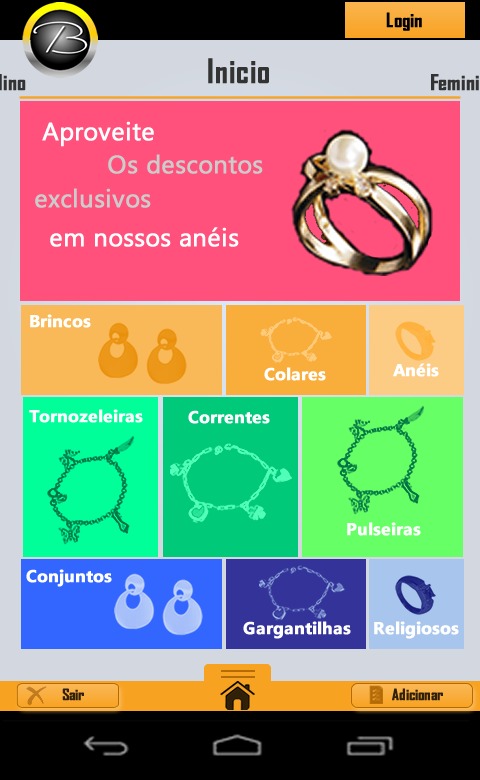 B
Login
lino
Inicio
Femini
Aproveite
Os descontos
exclusivos
em nossos anéis
Brincos
Colares
Anéis
Tornozeleiras
Correntes
Pulseiras
Conjuntos
Gargantilhas
Religiosos
Sair
Adicionar